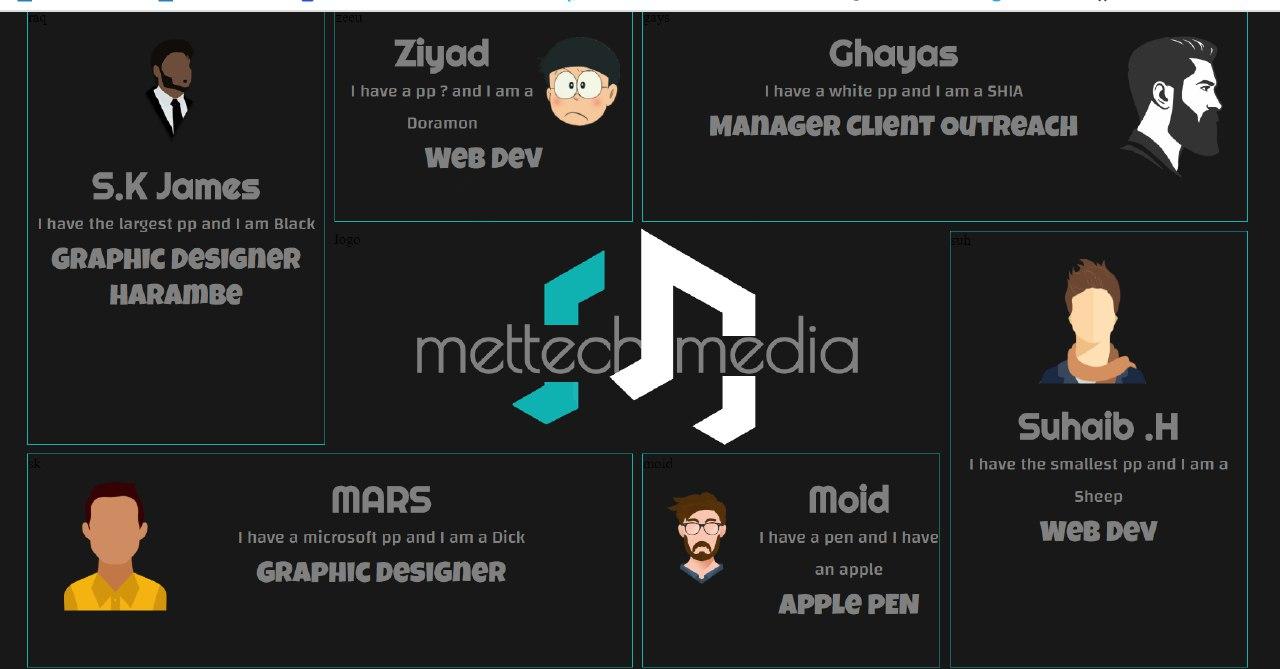 raq
S.K James
I have the largest pp and I am Black
Graphic Designer
Harambe
zeeu
Ziyad
I have a pp ? and I am a
Doramon
Web Dev
gays
Ghayas
I have a white pp and I am a SHIA
Manager Client Outreach
logo
mettech media
suh
Suhaib .H
I have the smallest pp and I am a
Sheep
Web Dev
sk
MARS
I have a microsoft pp and I am a Dick
Graphic Designer
moid
Moid
I have a pen and I have
an apple
APPLE PEN